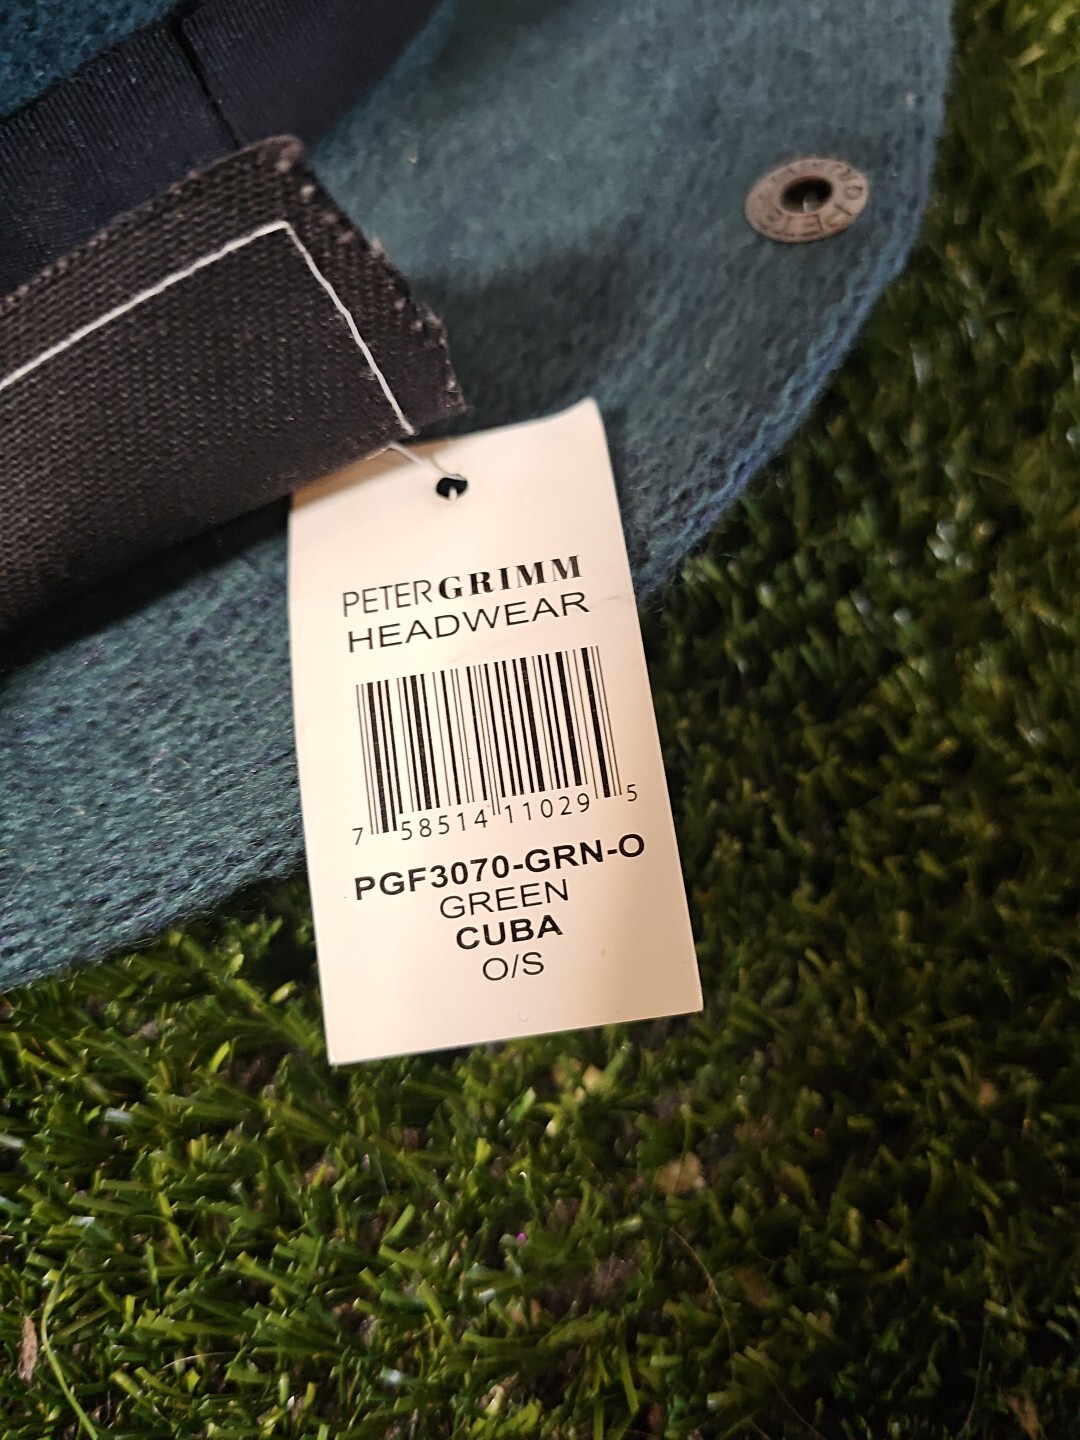 PETER GRIMM
HEADWEAR
7 58514 11029 5
PGF3070-GRN-O
GREEN
CUBA
O/S